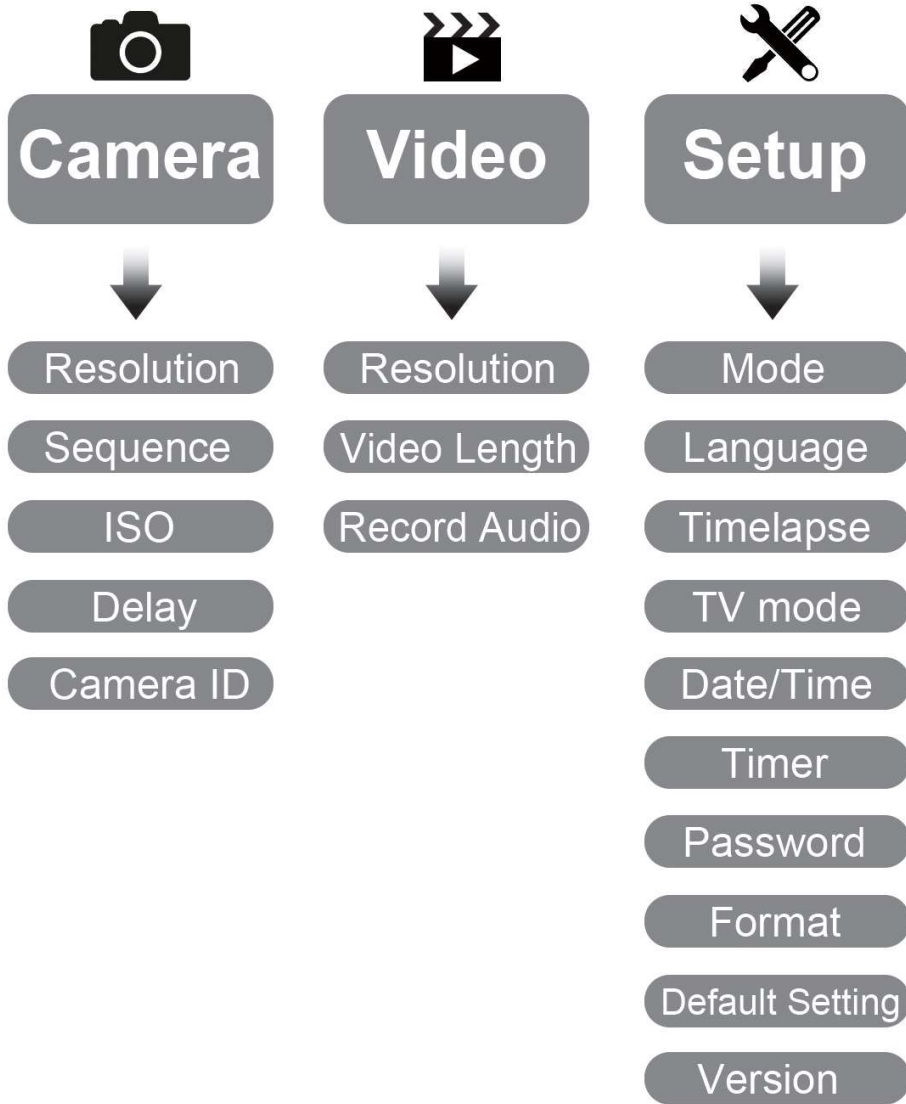 Camera
Resolution
Sequence
ISO
Delay
Camera ID
Video
Resolution
Video Length
Record Audio
Setup
Mode
Language
Timelapse
TV mode
Date/Time
Timer
Password
Format
Default Setting
Version